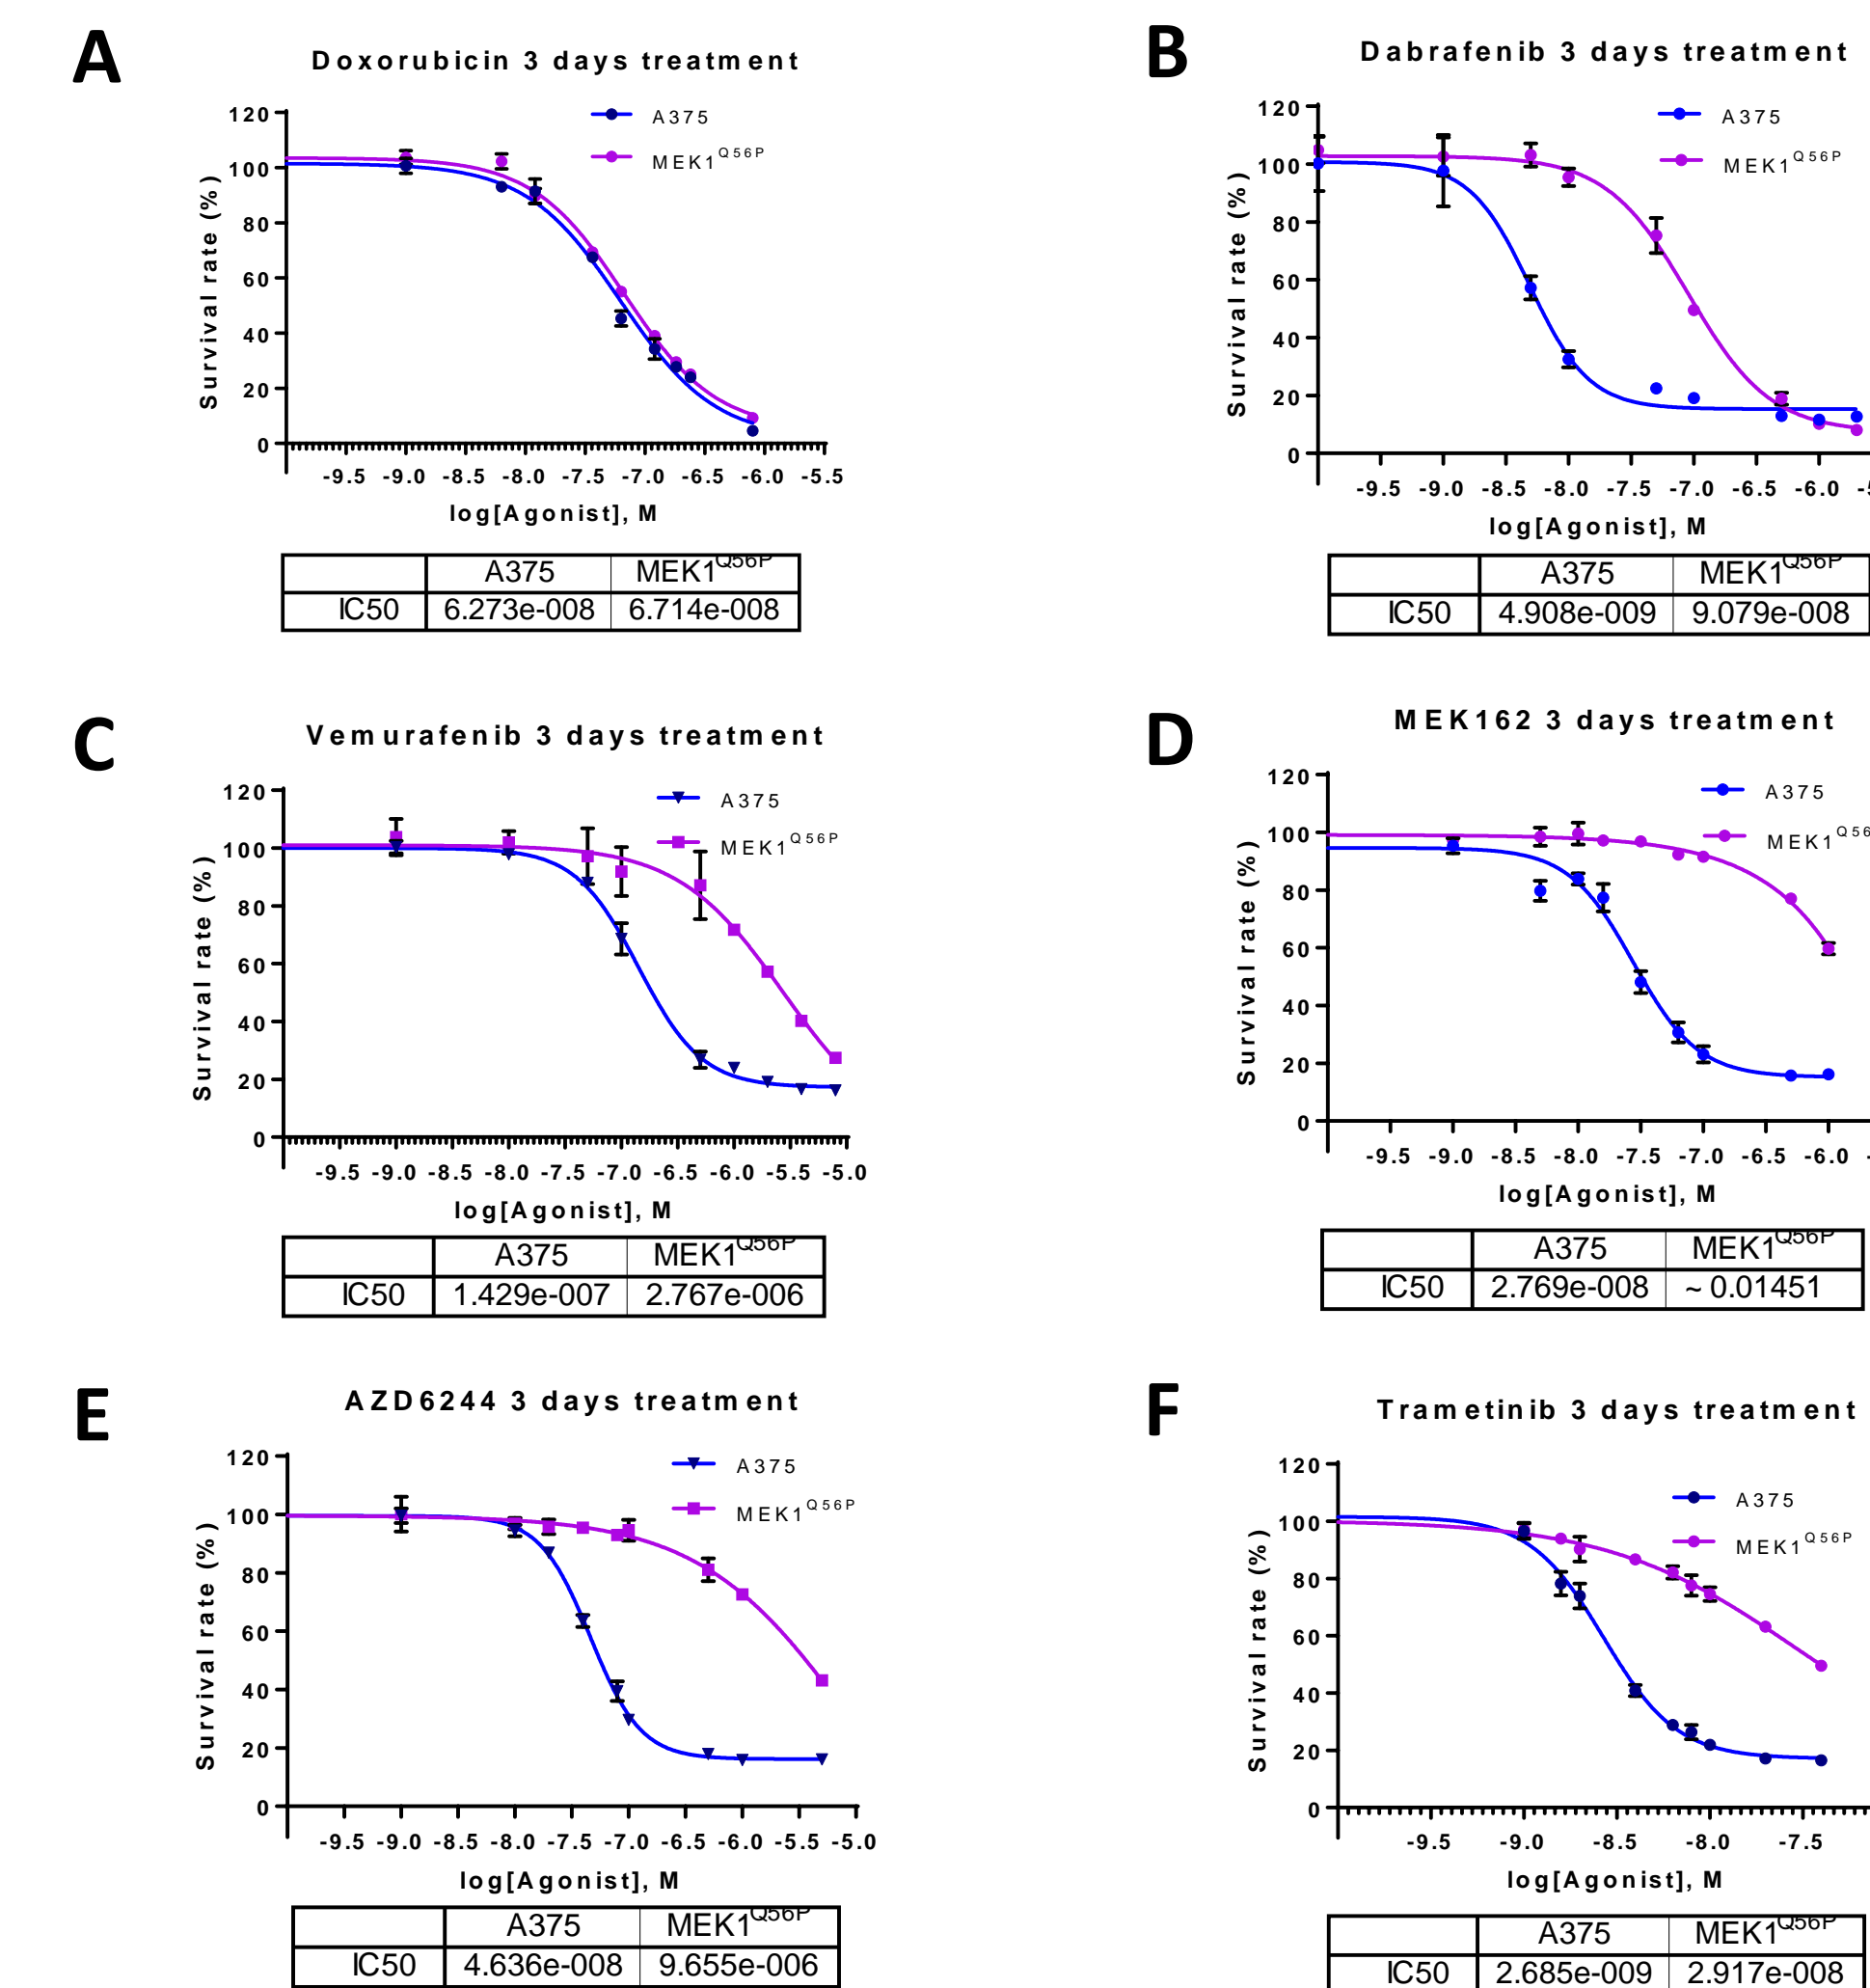 A
Doxorubicin 3 days treatment
A375
MEK1Q56P
120
100
80
60
40
20
0
Survival rate (%)
-9.5 -9.0 -8.5 -8.0 -7.5 -7.0 -6.5 -6.0 -5.5
log[Agonist], M
A375 MEK1Q56P
IC50 6.273e-008 6.714e-008
B
Dabrafenib 3 days treatment
A375
MEK1Q56P
120
100
80
60
40
20
0
Survival rate (%)
-9.5 -9.0 -8.5 -8.0 -7.5 -7.0 -6.5 -6.0
log[Agonist], M
A375 MEK1Q56P
IC50 4.908e-009 9.079e-008
C
Vemurafenib 3 days treatment
A375
MEK1Q56P
120
100
80
60
40
20
0
Survival rate (%)
-9.5 -9.0 -8.5 -8.0 -7.5 -7.0 -6.5 -6.0 -5.5 -5.0
log[Agonist], M
A375 MEK1Q56P
IC50 1.429e-007 2.767e-006
D
MEK162 3 days treatment
A375
MEK1Q56
120
100
80
60
40
20
0
Survival rate (%)
-9.5 -9.0 -8.5 -8.0 -7.5 -7.0 -6.5 -6.0
log[Agonist], M
A375 MEK1Q56P
IC50 2.769e-008 ~ 0.01451
E
AZD6244 3 days treatment
A375
MEK1Q56P
120
100
80
60
40
20
0
Survival rate (%)
-9.5 -9.0 -8.5 -8.0 -7.5 -7.0 -6.5 -6.0 -5.5 -5.0
log[Agonist], M
A375 MEK1Q56P
IC50 4.636e-008 9.655e-006
F
Trametinib 3 days treatment
A375
MEK1Q56P
120
100
80
60
40
20
0
Survival rate (%)
-9.5 -9.0 -8.5 -8.0 -7.5
log[Agonist], M
A375 MEK1Q56P
IC50 2.685e-009 2.917e-008